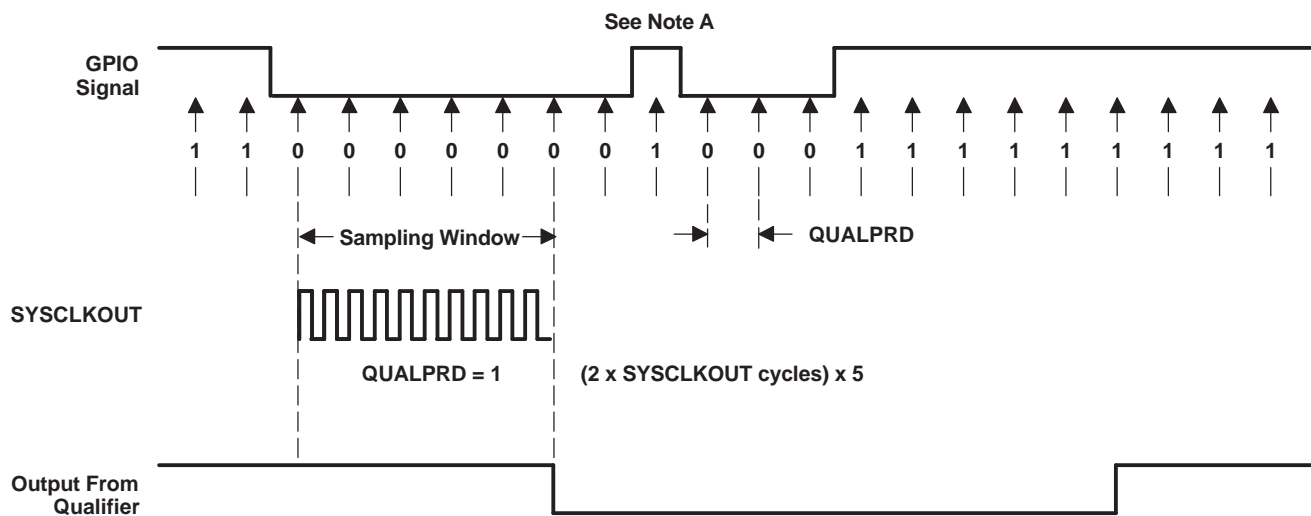 See Note A
GPIO
Signal
1 1 0 0 0 0 0 0 0 1 0 0 0 1 1 1 1 1 1 1 1 1
Sampling Window
QUALPRD
SYSCLKOUT
QUALPRD = 1
(2 x SYSCLKOUT cycles) x 5
Output From
Qualifier